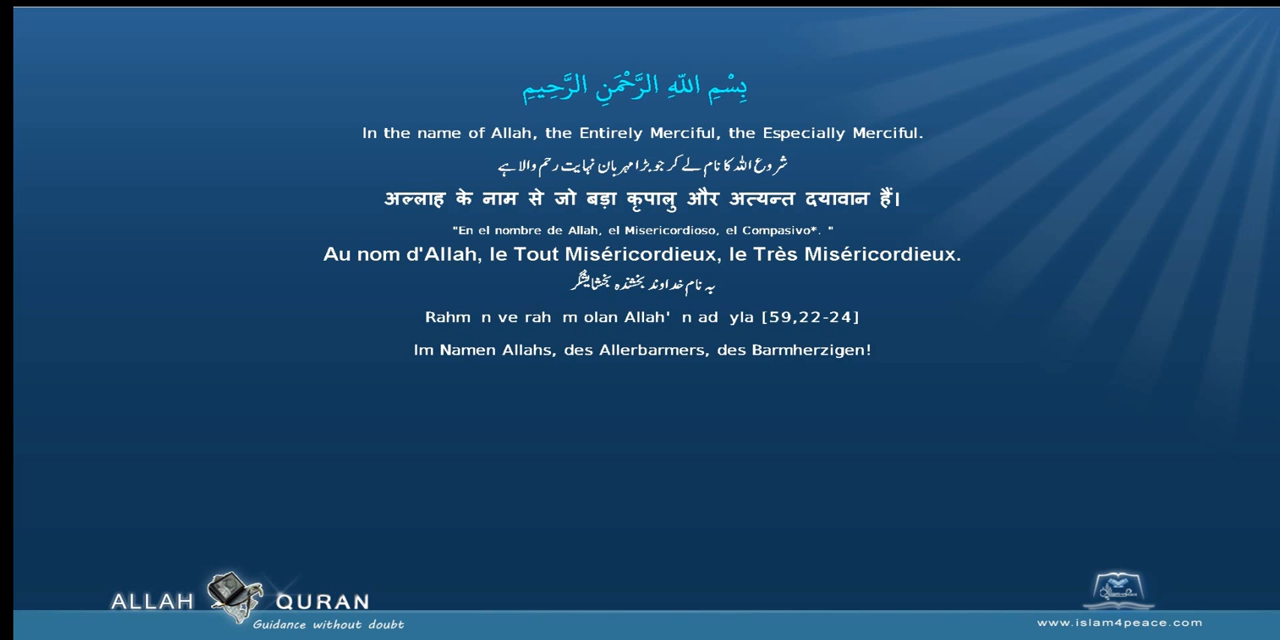 بِسْمِ اللّهِ الرَّحْمَنِ الرَّحِيمِ
In the name of Allah, the Entirely Merciful, the Especially Merciful.
شروع الله کا نام لے کر جو بڑا مہربان نہایت رحم والا ہے
अल्लाह के नाम से जो बड़ा कृपालु और अत्यन्त दयावान हैं।
"En el nombre de Allah, el Misericordioso, el Compasivo*. "
Au nom d'Allah, le Tout Miséricordieux, le Très Miséricordieux.
به نام خداوند بخشنده بخشایشگر
Rahm n ve rah m olan Allah' n ad yla [59,22-24]
Im Namen Allahs, des Allerbarmers, des Barmherzigen!
ALLAH QURAN
Guidance without doubt
www.islam4peace.com